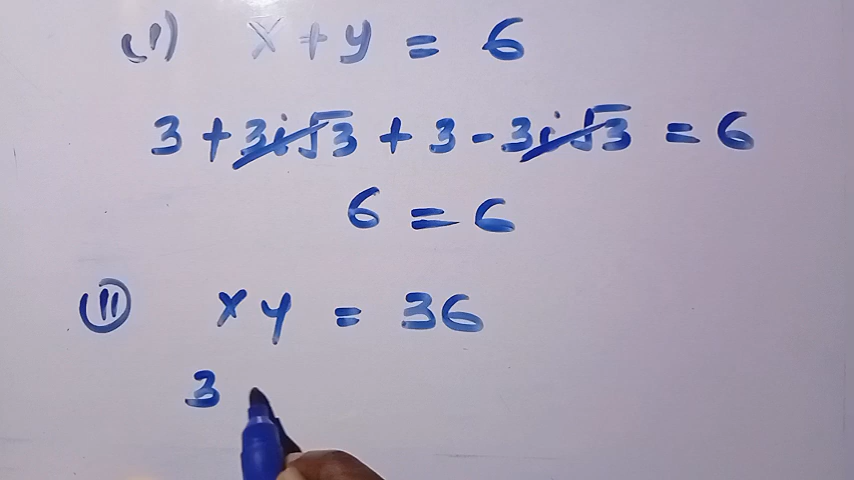 (I) x + y = 6
3 + 3i√3 + 3 - 3i√3 = 6
6 = 6
(II) xy = 36
3